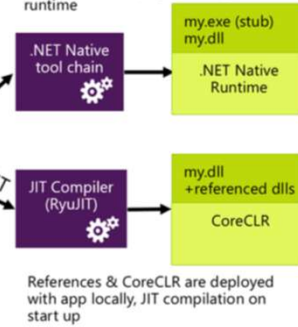 runtime
my.exe (stub)
my.dll
.NET Native
tool chain
.NET Native
Runtime
JIT Compiler
(RyuJIT)
my.dll
+referenced dlls
CoreCLR
References & CoreCLR are deployed
with app locally, JIT compilation on
start up